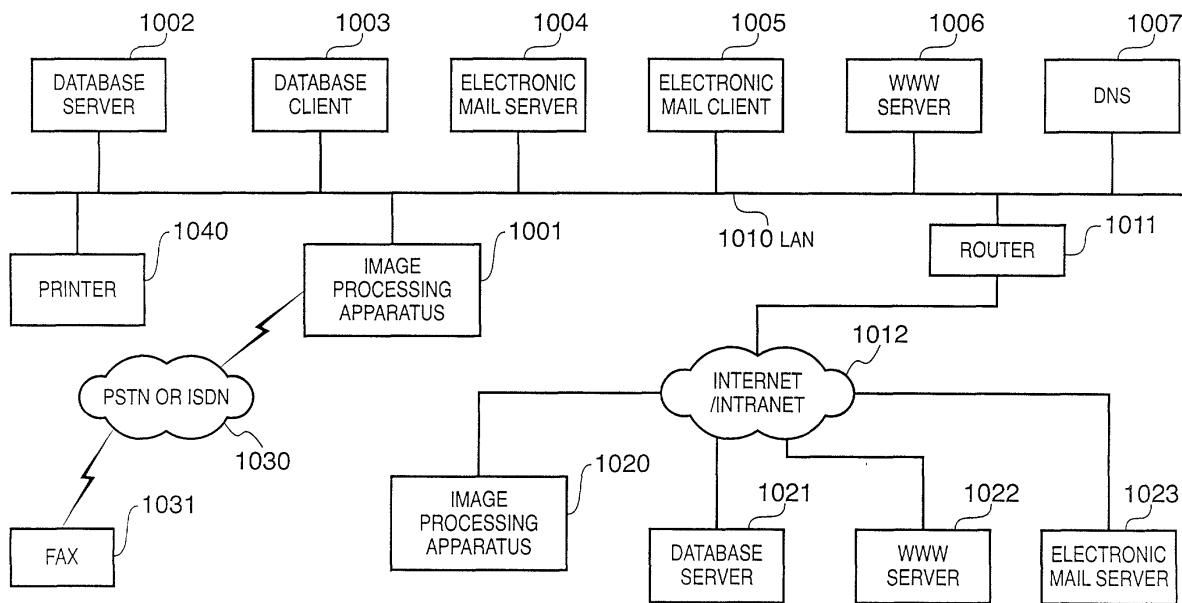 1002
1003
1004
1005
1006
1007
DATABASE
SERVER
DATABASE
CLIENT
ELECTRONIC
MAIL SERVER
ELECTRONIC
MAIL CLIENT
WWW
SERVER
DNS
1040
1001
1010 LAN
1011
PRINTER
IMAGE
PROCESSING
APPARATUS
ROUTER
1012
PSTN OR ISDN
INTERNET
/INTRANET
1030
1031
FAX
1020
IMAGE
PROCESSING
APPARATUS
1021
DATABASE
SERVER
1022
WWW
SERVER
1023
ELECTRONIC
MAIL SERVER